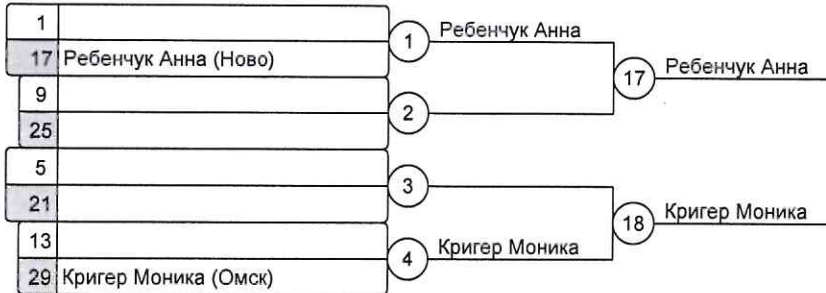 1
17 Ребенчук Анна (Ново)
1
Ребенчук Анна
9
25
2
17
Ребенчук Анна
5
21
3
13
29 Кригер Моника (Омск)
4
Кригер Моника
18
Кригер Моника